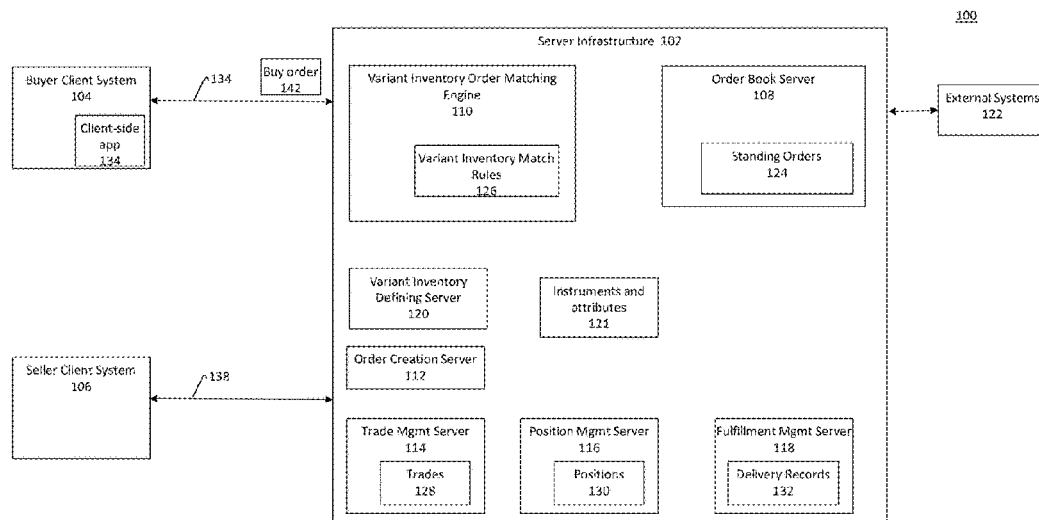 100
Server Infrastructure 102
Buyer Client System
104
Client-side
app
134
134
Buy order
142
Variant Inventory Order Matching
Engine
110
Variant Inventory Match
Rules
126
Order Book Server
108
Standing Orders
124
External Systems
122
Variant Inventory
Defining Server
120
Instruments and
attributes
121
Order Creation Server
112
Seller Client System
106
138
Trade Mgmt Server
114
Trades
128
Position Mgmt Server
116
Positions
130
Fulfillment Mgmt Server
118
Delivery Records
132